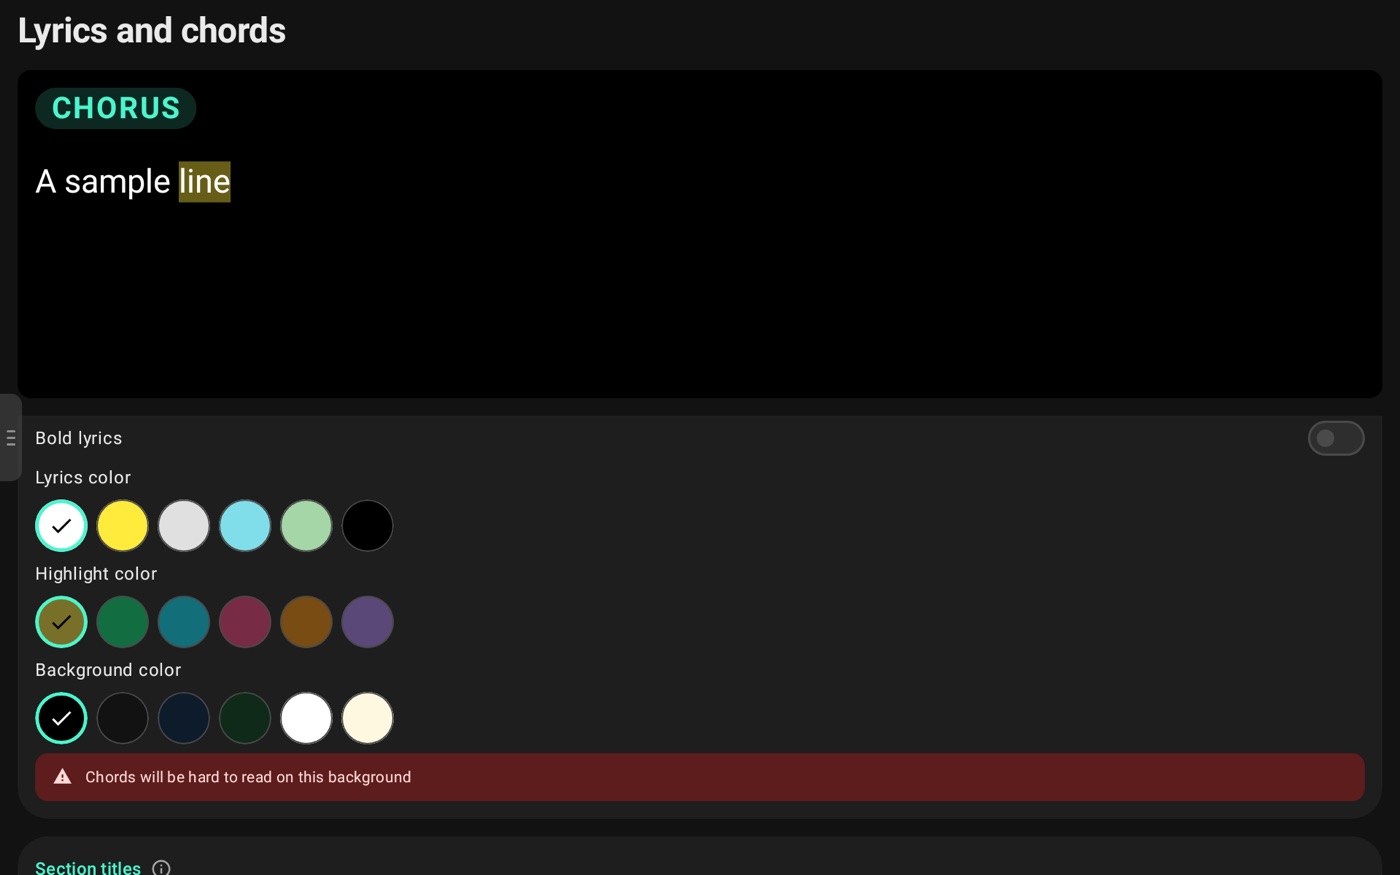 Lyrics and chords
CHORUS
A sample line
Bold lyrics
Lyrics color
Highlight color
Background color
Chords will be hard to read on this background
Section titles